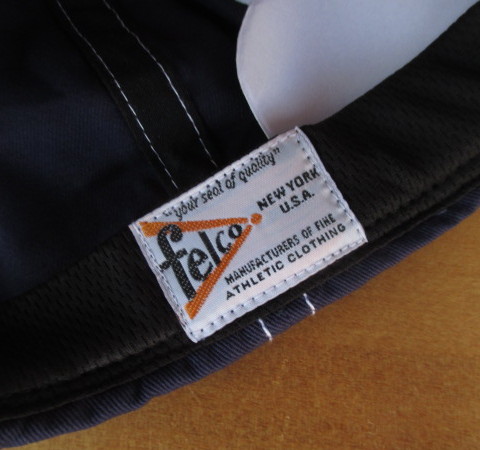 "your seal of quality"
felco
NEW YORK
U.S.A.
MANUFACTURERS OF FINE
ATHLETIC CLOTHING